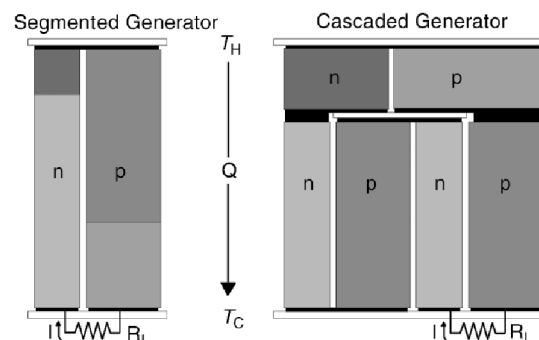 Segmented Generator
Cascaded Generator
T_H
n
p
n
p
Q
n
p
n
p
T_C
I
R_L
I
R_L